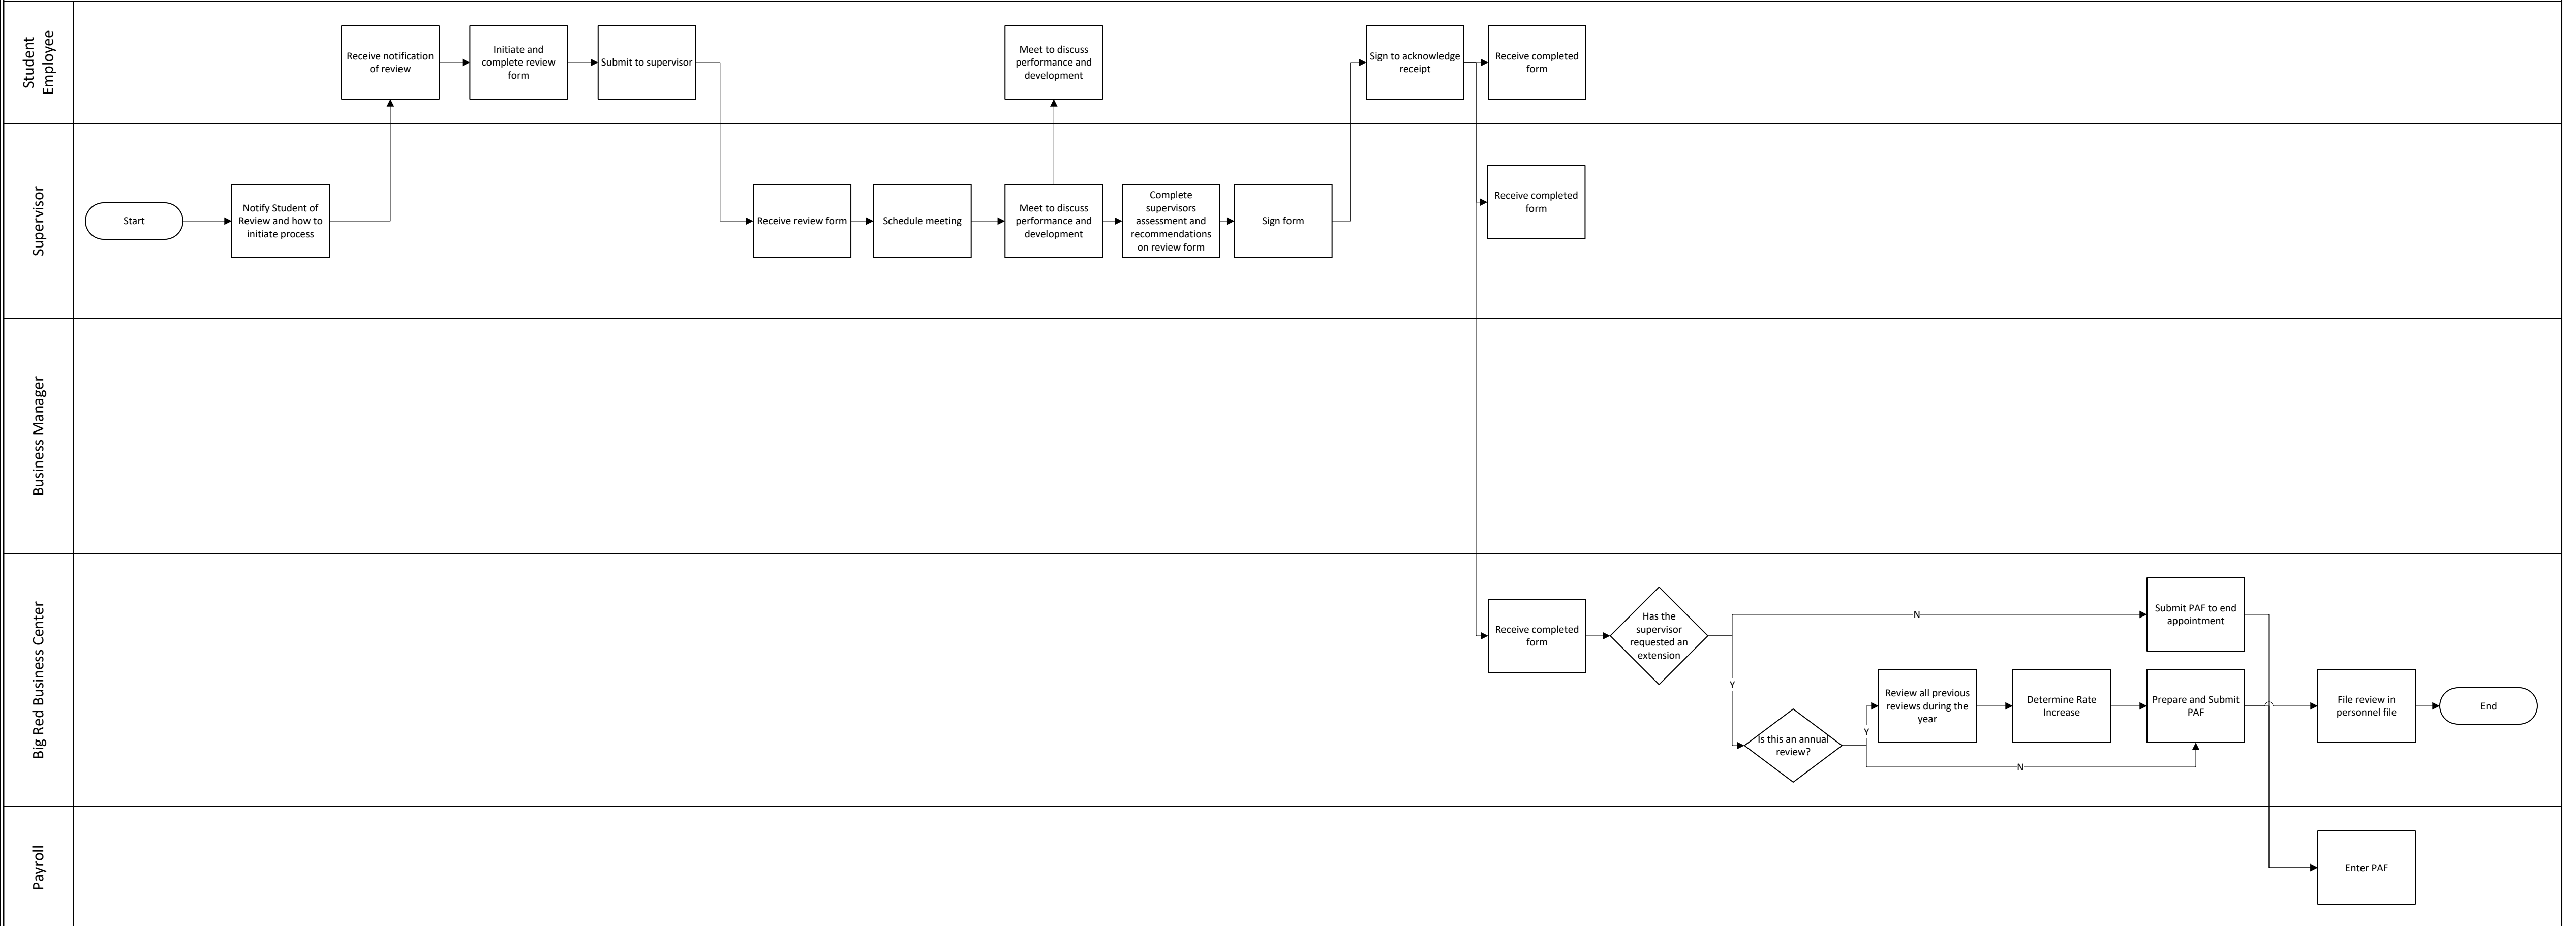 Student
Employee
Receive notification
of review
Initiate and
complete review
form
Submit to supervisor
Meet to discuss
performance and
development
Sign to acknowledge
receipt
Receive completed
form
Supervisor
Start
Notify Student of
Review and how to
initiate process
Receive review form
Schedule meeting
Meet to discuss
performance and
development
Complete
supervisors
assessment and
recommendations
on review form
Sign form
Receive completed
form
Business Manager
Big Red Business Center
Receive completed
form
Has the
supervisor
requested an
extension
N
Submit PAF to end
appointment
Y
Is this an annual
review?
Y
Review all previous
reviews during the
year
Determine Rate
Increase
Prepare and Submit
PAF
N
File review in
personnel file
End
Payroll
Enter PAF